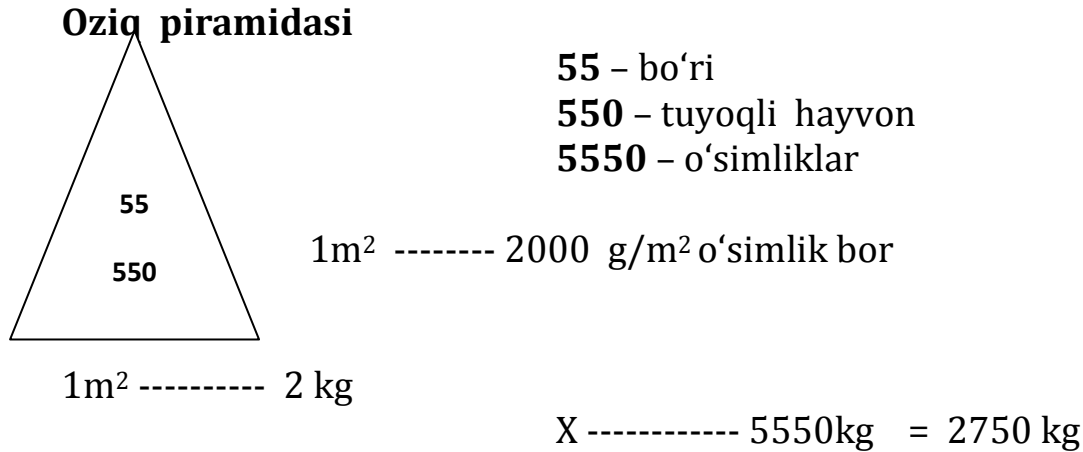 Oziq piramidasi
55 – bo‘ri
550 – tuyoqli hayvon
5550 – o‘simliklar
55
1m² -------- 2000 g/m² o‘simlik bor
550
1m² ---------- 2 kg
X ------------ 5550kg = 2750 kg